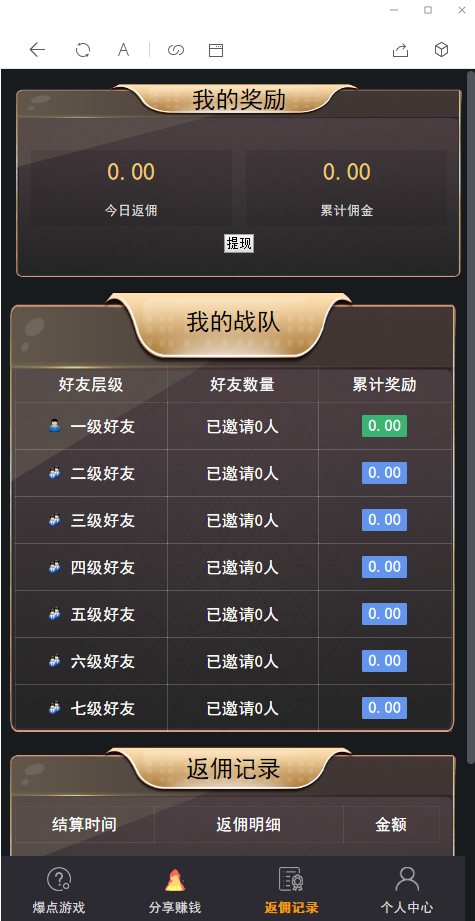 A
我的奖励
0.00 0.00
今日返佣 累计佣金
提现
我的战队
好友层级 好友数量 累计奖励
一级好友 已邀请0人 0.00
二级好友 已邀请0人 0.00
三级好友 已邀请0人 0.00
四级好友 已邀请0人 0.00
五级好友 已邀请0人 0.00
六级好友 已邀请0人 0.00
七级好友 已邀请0人 0.00
返佣记录
结算时间 返佣明细 金额
爆点游戏 分享赚钱 返佣记录 个人中心